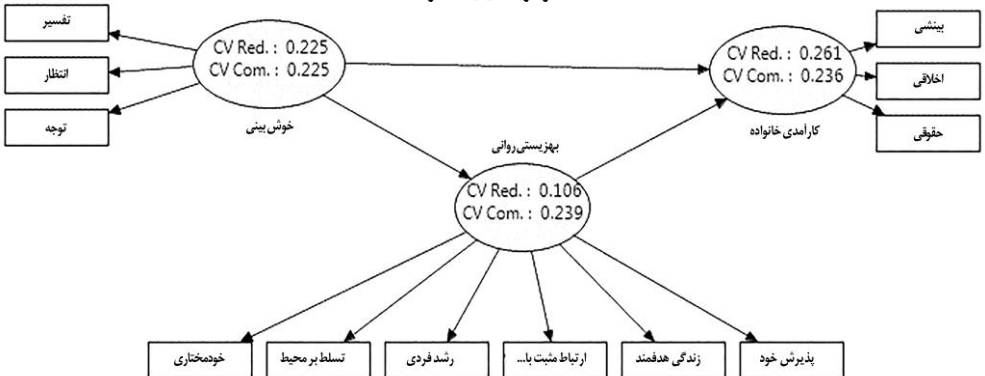 تفسیر
انتظار
توجه
CV Red. : 0.225
CV Com. : 0.225
خوش‌بینی
CV Red. : 0.261
CV Com. : 0.236
کارآمدی خانواده
بینشی
اخلاقی
حقوقی
بهزیستی روانی
CV Red. : 0.106
CV Com. : 0.239
پذیرش خود
زندگی هدفمند
ارتباط مثبت با...
رشد فردی
تسلط بر محیط
خودمختاری